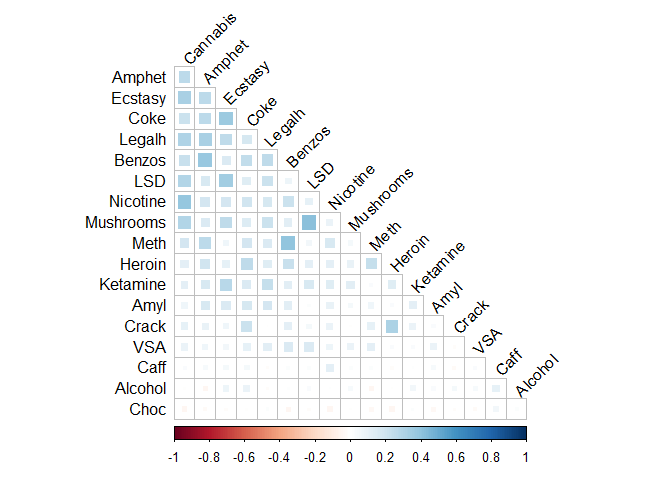 Cannabis
Amphet
Ecstasy
Coke
Legalh
Benzos
LSD
Nicotine
Mushrooms
Meth
Heroin
Ketamine
Amyl
Crack
VSA
Caff
Alcohol
Amphet
Ecstasy
Coke
Legalh
Benzos
LSD
Nicotine
Mushrooms
Meth
Heroin
Ketamine
Amyl
Crack
VSA
Caff
Alcohol
Choc
-1 -0.8 -0.6 -0.4 -0.2 0 0.2 0.4 0.6 0.8 1